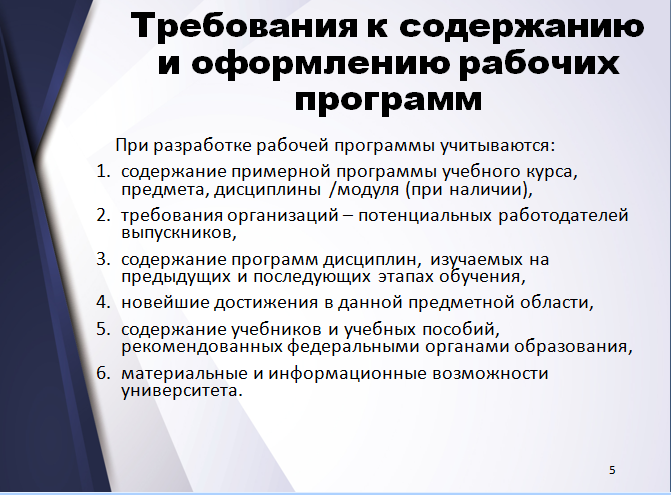 Требования к содержанию
и оформлению рабочих
программ
При разработке рабочей программы учитываются:
1. содержание примерной программы учебного курса,
предмета, дисциплины /модуля (при наличии),
2. требования организаций – потенциальных работодателей
выпускников,
3. содержание программ дисциплин, изучаемых на
предыдущих и последующих этапах обучения,
4. новейшие достижения в данной предметной области,
5. содержание учебников и учебных пособий,
рекомендованных федеральными органами образования,
6. материальные и информационные возможности
университета.
5